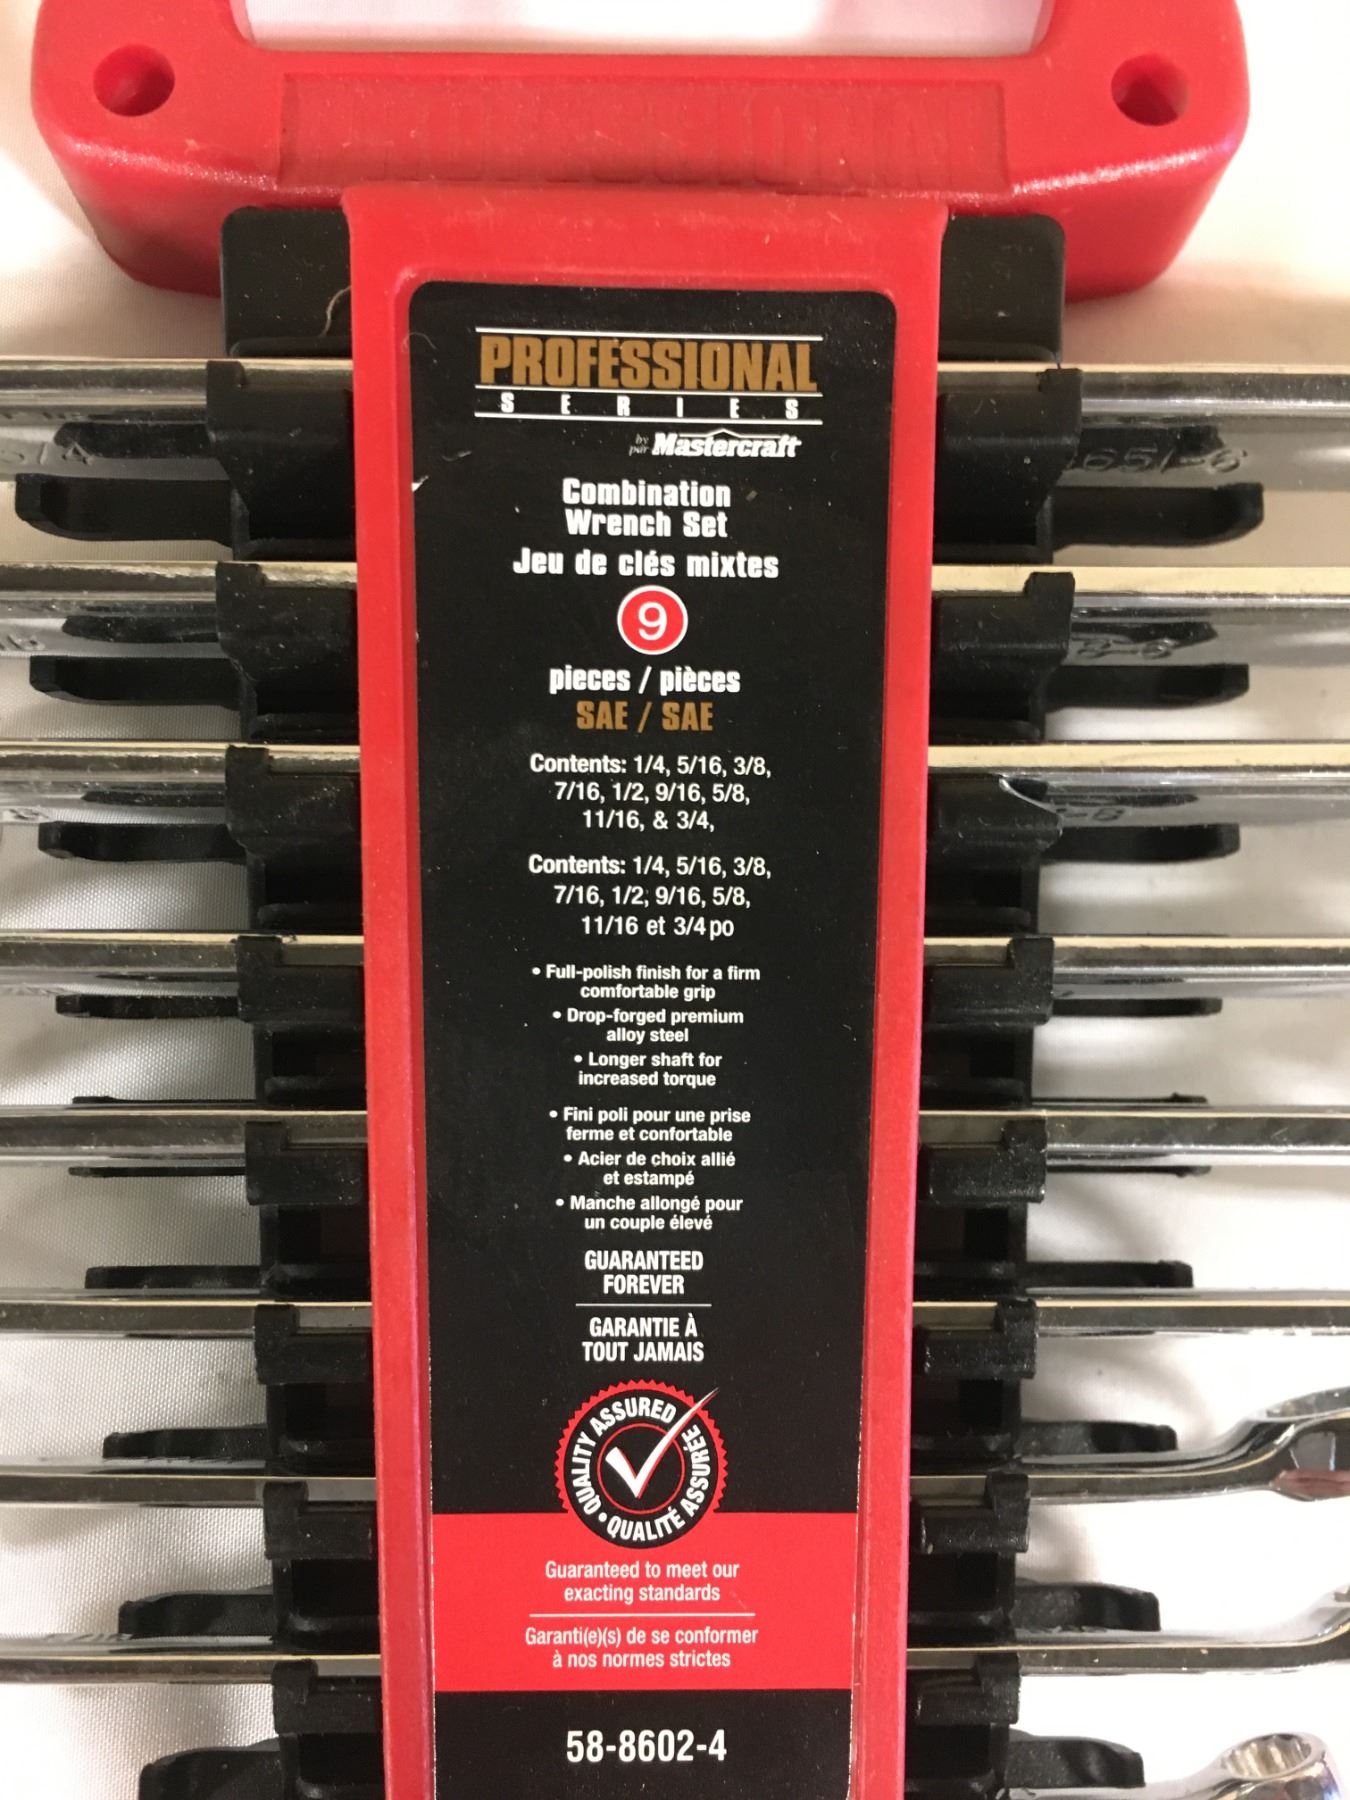 PROFESSIONAL
SERIES
by
par Mastercraft
Combination
Wrench Set
Jeu de clés mixtes
9
pieces / pièces
SAE / SAE
Contents: 1/4, 5/16, 3/8,
7/16, 1/2, 9/16, 5/8,
11/16, & 3/4,
Contents: 1/4, 5/16, 3/8,
7/16, 1/2, 9/16, 5/8,
11/16 et 3/4 po
• Full-polish finish for a firm
comfortable grip
• Drop-forged premium
alloy steel
• Longer shaft for
increased torque
• Fini poli pour une prise
ferme et confortable
• Acier de choix allié
et estampé
• Manche allongé pour
un couple élevé
GUARANTEED
FOREVER
GARANTIE À
TOUT JAMAIS
QUALITY ASSURED
• QUALITÉ ASSURÉE
Guaranteed to meet our
exacting standards
Garanti(e)(s) de se conformer
à nos normes strictes
58-8602-4